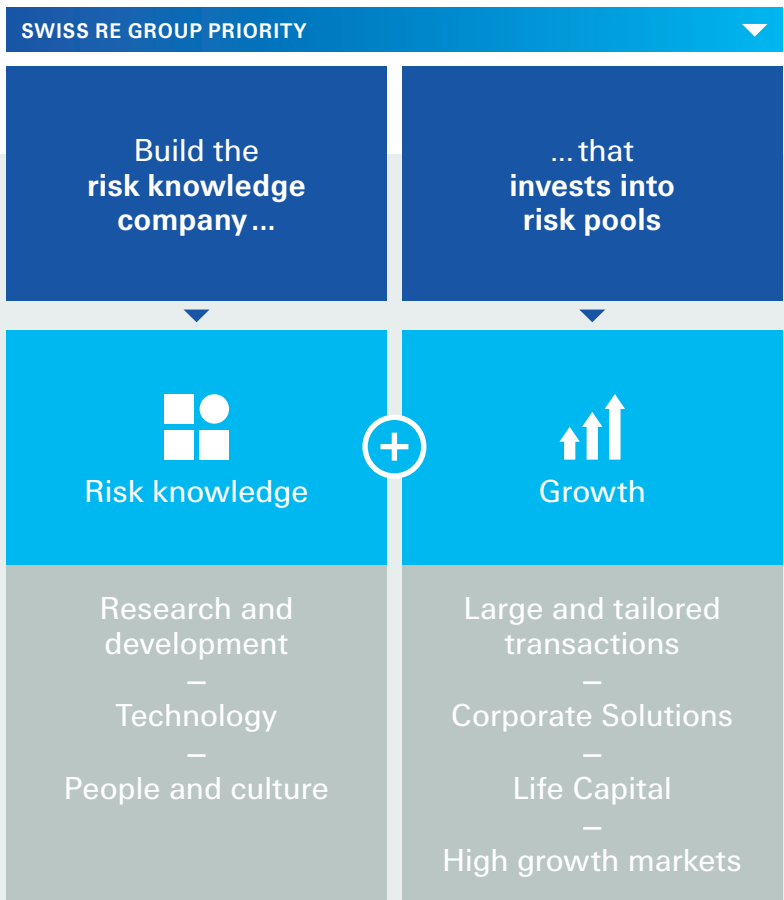 SWISS RE GROUP PRIORITY
Build the
risk knowledge
company...
...that
invests into
risk pools
Risk knowledge
Growth
Research and
development
–
Technology
–
People and culture
Large and tailored
transactions
–
Corporate Solutions
–
Life Capital
–
High growth markets